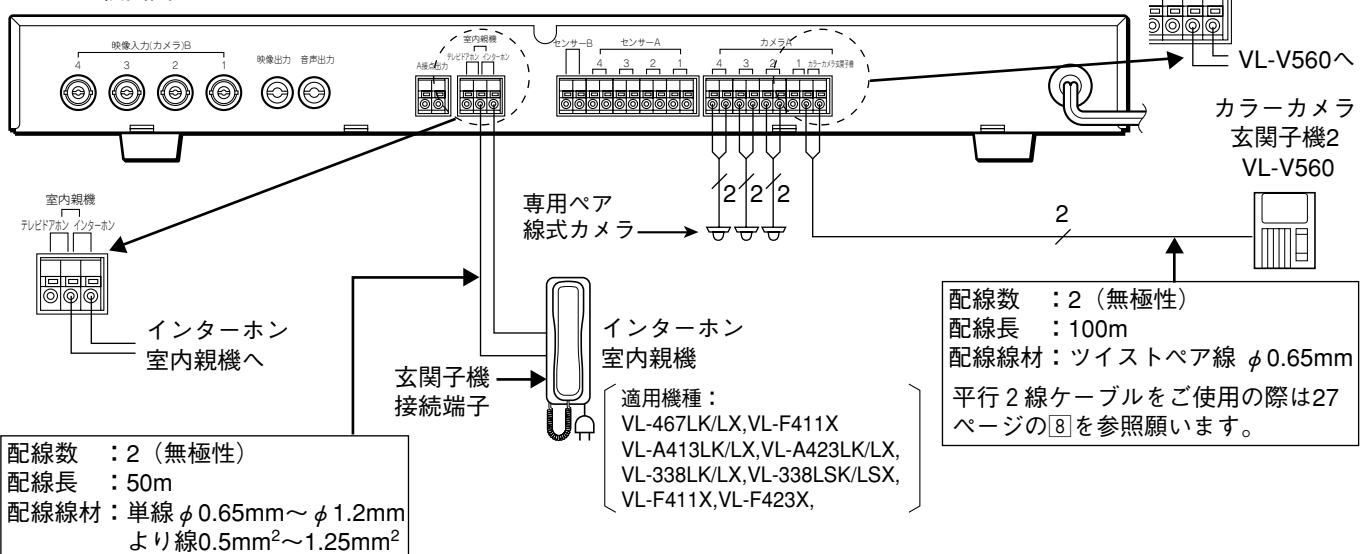 映像入力(カメラ)B
4 3 2 1
映像出力 音声出力
A接点出力
室内親機
テレビドアホン インターホン
センサーB センサーA
4 3 2 1
カメラA
4 3 2 1 カラーカメラ玄関子機
VL-V560へ
カラーカメラ
玄関子機2
VL-V560
室内親機
テレビドアホン インターホン
専用ペア
線式カメラ
2 2 2
2
インターホン
室内親機へ
玄関子機
接続端子
インターホン
室内親機
適用機種：
VL-467LK/LX,VL-F411X
VL-A413LK/LX,VL-A423LK/LX,
VL-338LK/LX,VL-338LSK/LSX,
VL-F411X,VL-F423X,
配線数 ：2（無極性）
配線長 ：100m
配線線材：ツイストペア線 φ0.65mm
平行2線ケーブルをご使用の際は27
ページの8を参照願います。
配線数 ：2（無極性）
配線長 ：50m
配線線材：単線φ0.65mm～φ1.2mm
より線0.5mm²～1.25mm²